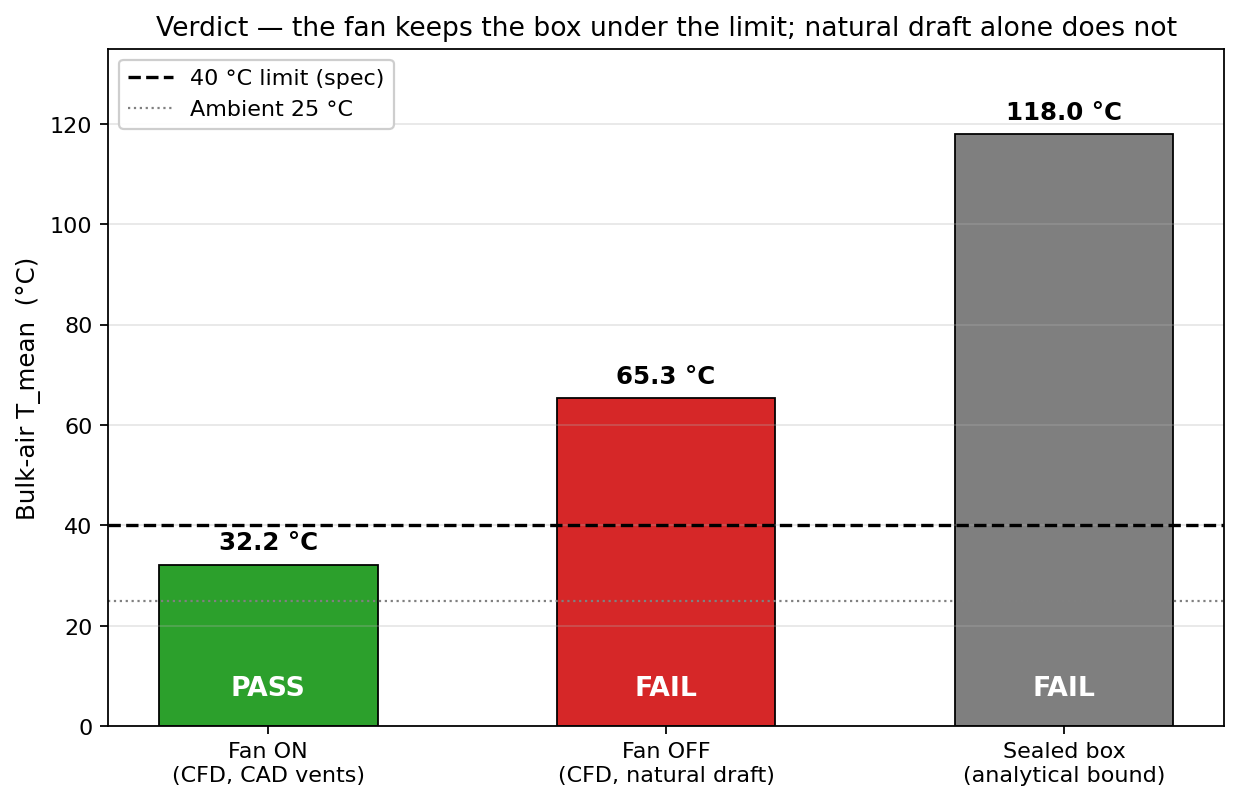 Verdict — the fan keeps the box under the limit; natural draft alone does not
40 °C limit (spec)
Ambient 25 °C
Bulk-air T_mean  (°C)
120
100
80
60
40
20
0
32.2 °C
65.3 °C
118.0 °C
PASS
FAIL
FAIL
Fan ON
(CFD, CAD vents)
Fan OFF
(CFD, natural draft)
Sealed box
(analytical bound)